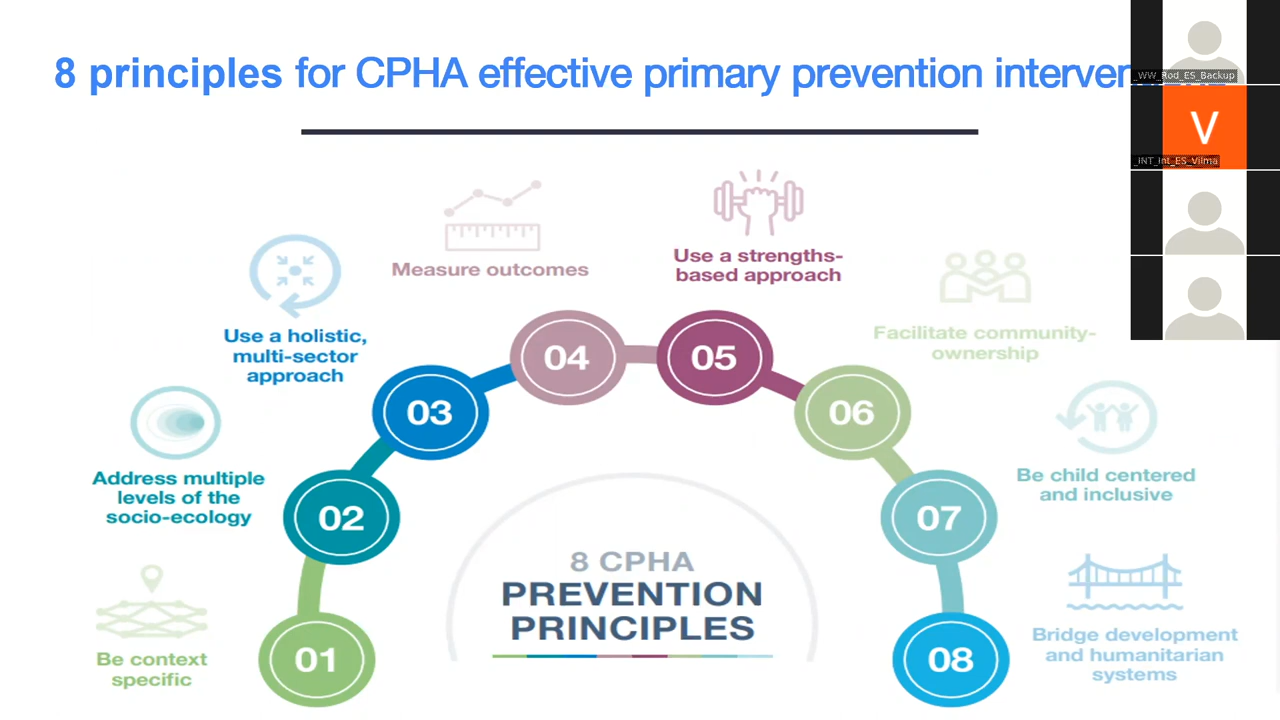 8 principles for CPHA effective primary prevention
_WW_Rod_ES_Backup
V
_INT_Int_ES_Vilma
Measure outcomes
Use a strengths-
based approach
Use a holistic,
multi-sector
approach
Facilitate community-
ownership
04
05
03
06
Address multiple
levels of the
socio-ecology
Be child centered
and inclusive
02
07
8 CPHA
PREVENTION
PRINCIPLES
Be context
specific
01
08
Bridge development
and humanitarian
systems